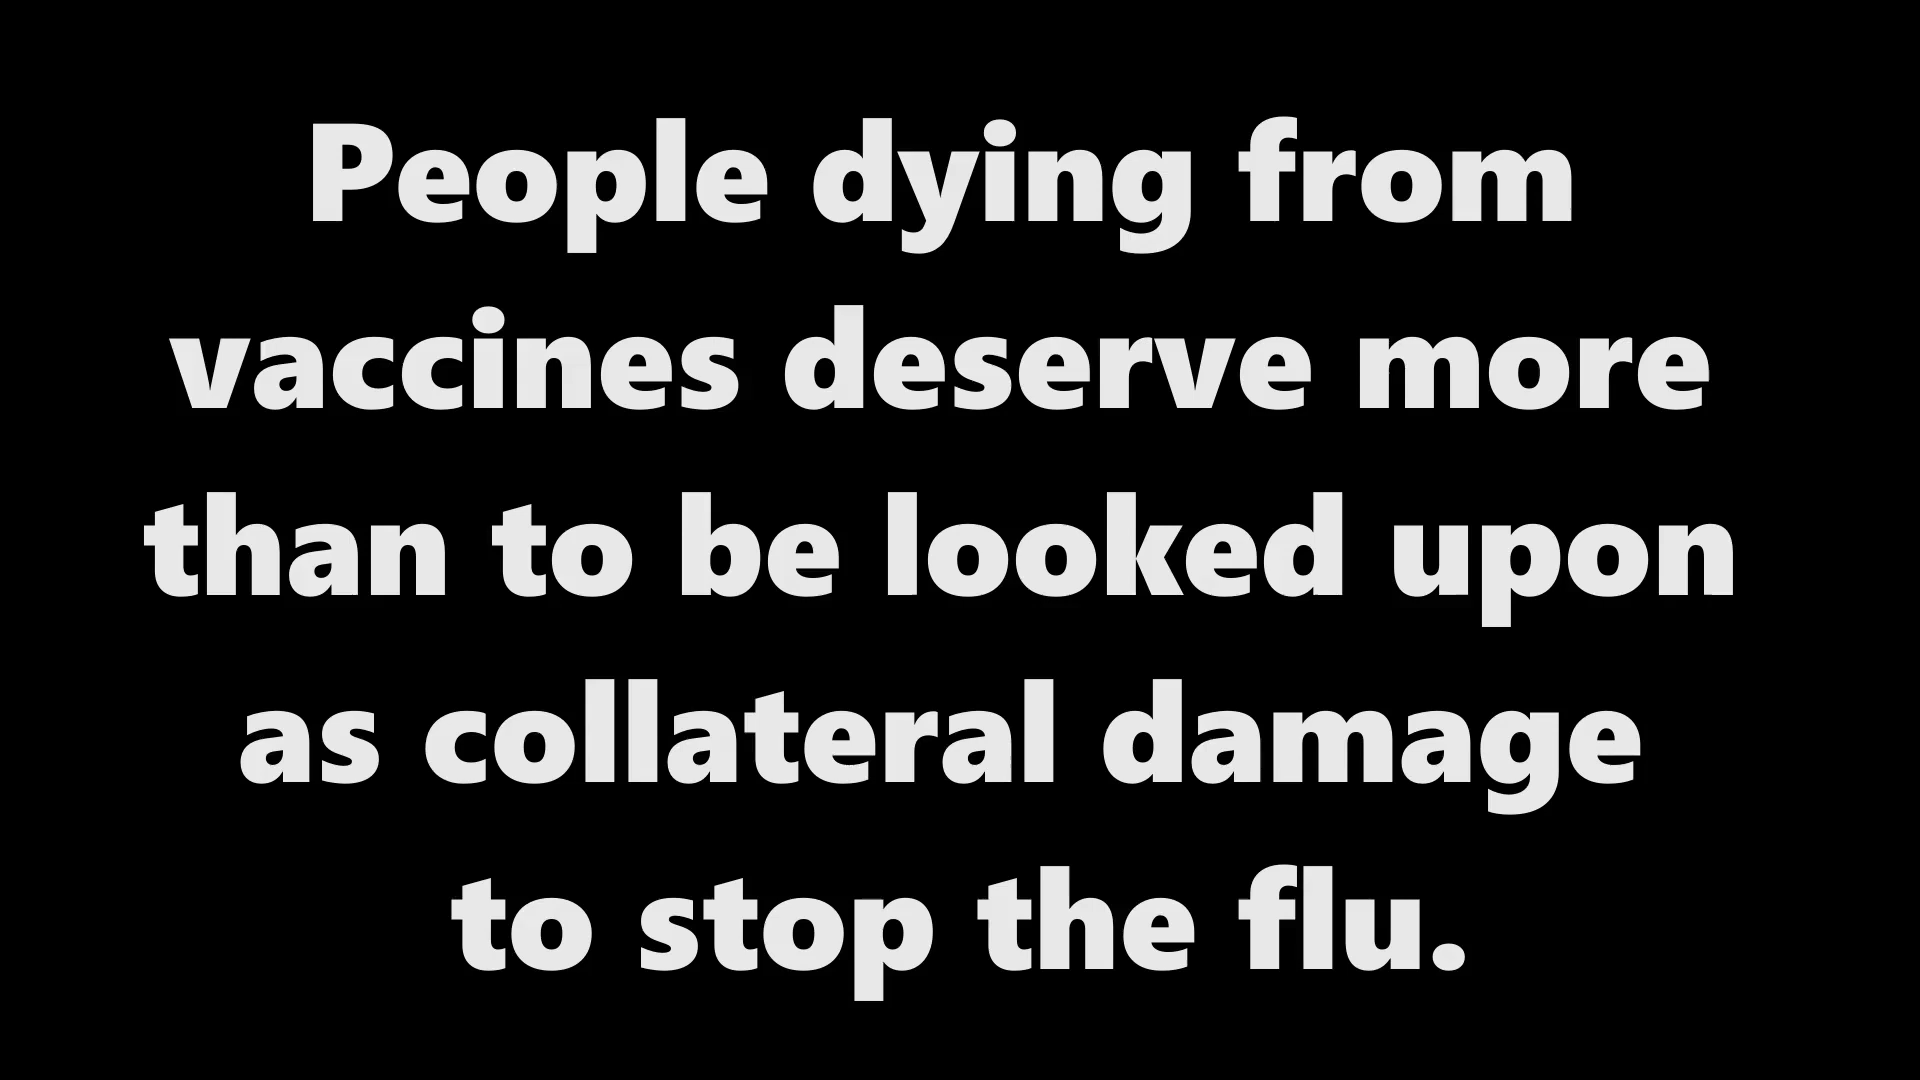 People dying from
vaccines deserve more
than to be looked upon
as collateral damage
to stop the flu.